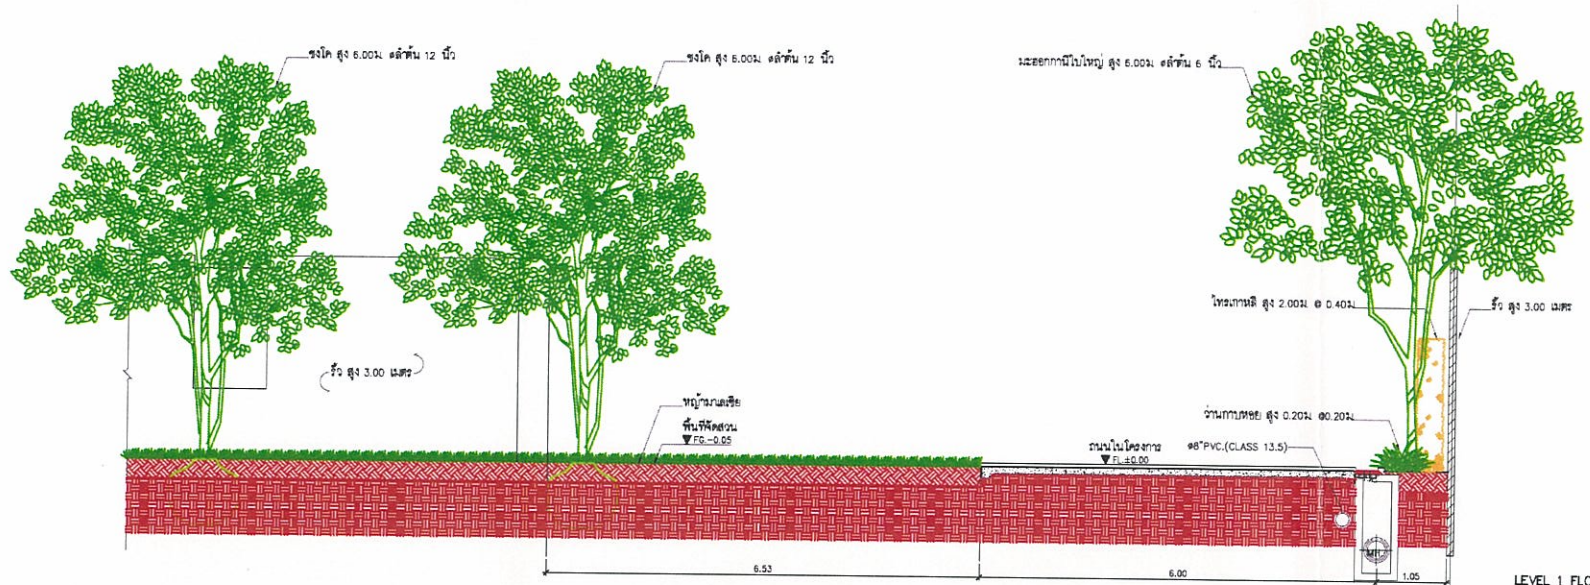 ชงโค สูง 6.00ม. ⌀ลำต้น 12 นิ้ว
ชงโค สูง 6.00ม. ⌀ลำต้น 12 นิ้ว
มะฮอกกานีใบใหญ่ สูง 6.00ม. ⌀ลำต้น 6 นิ้ว
ไทรเกาหลี สูง 2.00ม. @ 0.40ม.
รั้ว สูง 3.00 เมตร
รั้ว สูง 3.00 เมตร
หญ้ามาเลเซีย
พื้นที่จัดสวน
FG.-0.05
ว่านกาบหอย สูง 0.20ม. @0.20ม.
ถนนในโครงการ
FL.±0.00
⌀8"PVC.(CLASS 13.5)
MH.
6.53
6.00
1.05
LEVEL 1 FLO